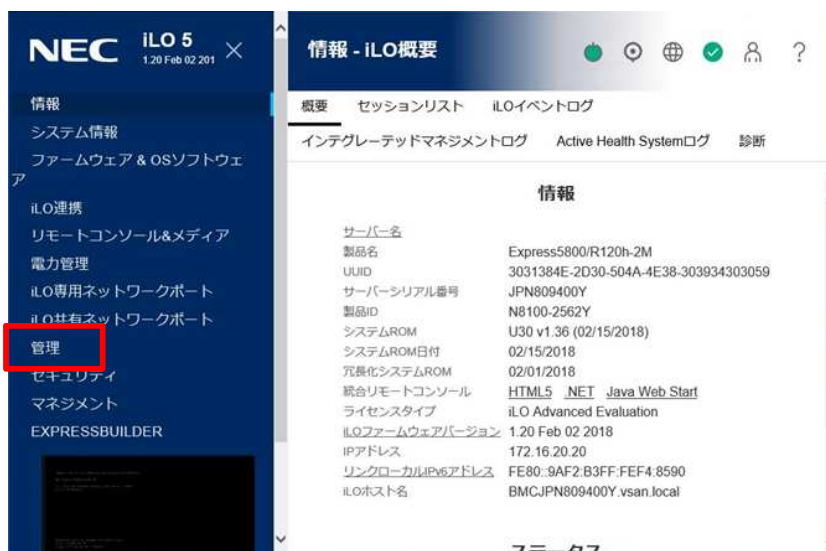 NEC iLO 5
1.20 Feb 02 201
情報
システム情報
ファームウェア & OSソフトウェ
ア
iLO連携
リモートコンソール&メディア
電力管理
iLO専用ネットワークポート
iLO共有ネットワークポート
管理
セキュリティ
マネジメント
EXPRESSBUILDER
情報 - iLO概要
概要 セッションリスト iLOイベントログ
インテグレーテッドマネジメントログ Active Health Systemログ 診断
情報
サーバー名
製品名 Express5800/R120h-2M
UUID 3031384E-2D30-504A-4E38-303934303059
サーバーシリアル番号 JPN809400Y
製品ID N8100-2562Y
システムROM U30 v1.36 (02/15/2018)
システムROM日付 02/15/2018
冗長化システムROM 02/01/2018
統合リモートコンソール HTML5 .NET Java Web Start
ライセンスタイプ iLO Advanced Evaluation
iLOファームウェアバージョン 1.20 Feb 02 2018
IPアドレス 172.16.20.20
リンクローカルIPv6アドレス FE80::9AF2:B3FF:FEF4:8590
iLOホスト名 BMCJPN809400Y.vsan.local
ステータス